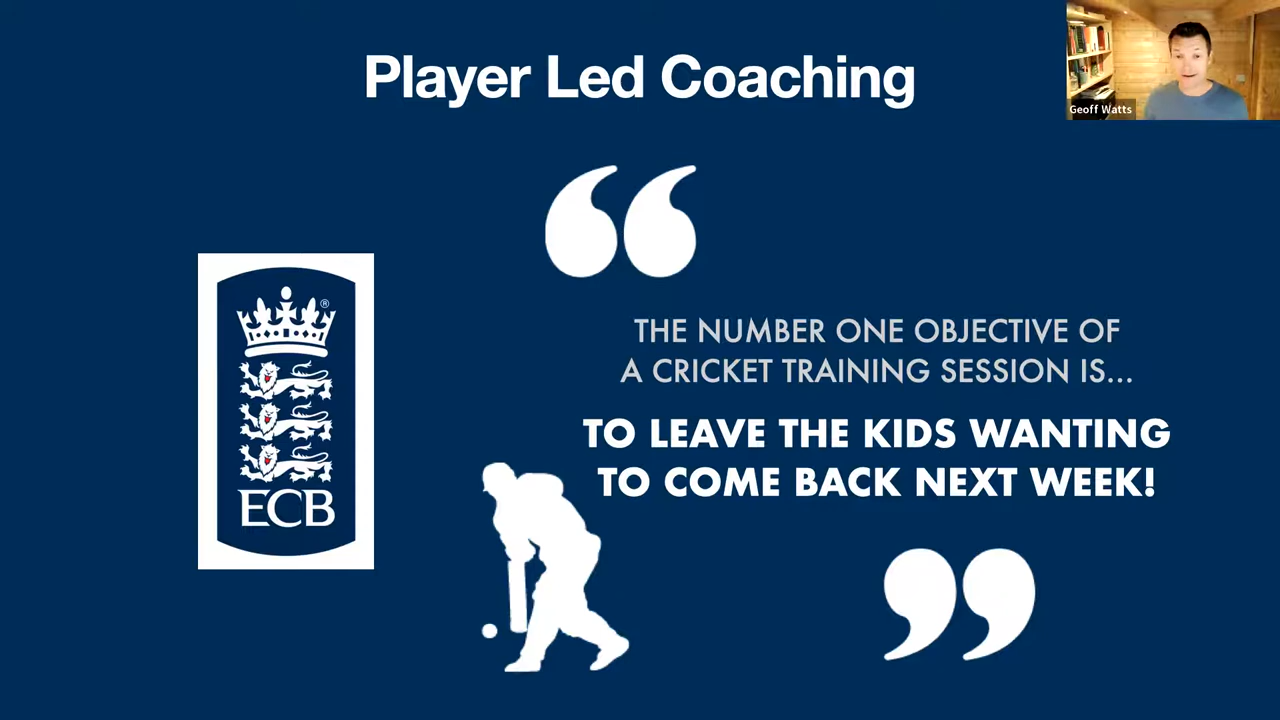 Player Led Coaching
Geoff Watts
“
THE NUMBER ONE OBJECTIVE OF
A CRICKET TRAINING SESSION IS...
TO LEAVE THE KIDS WANTING
TO COME BACK NEXT WEEK!
”
®
ECB